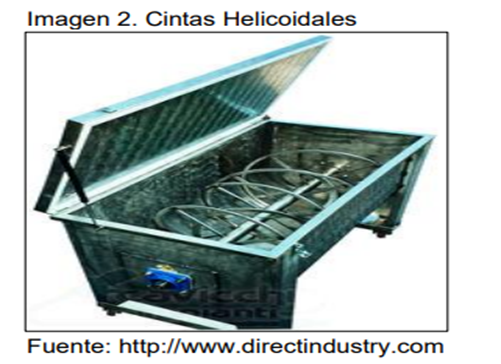 Imagen 2. Cintas Helicoidales
Fuente: http://www.directindustry.com